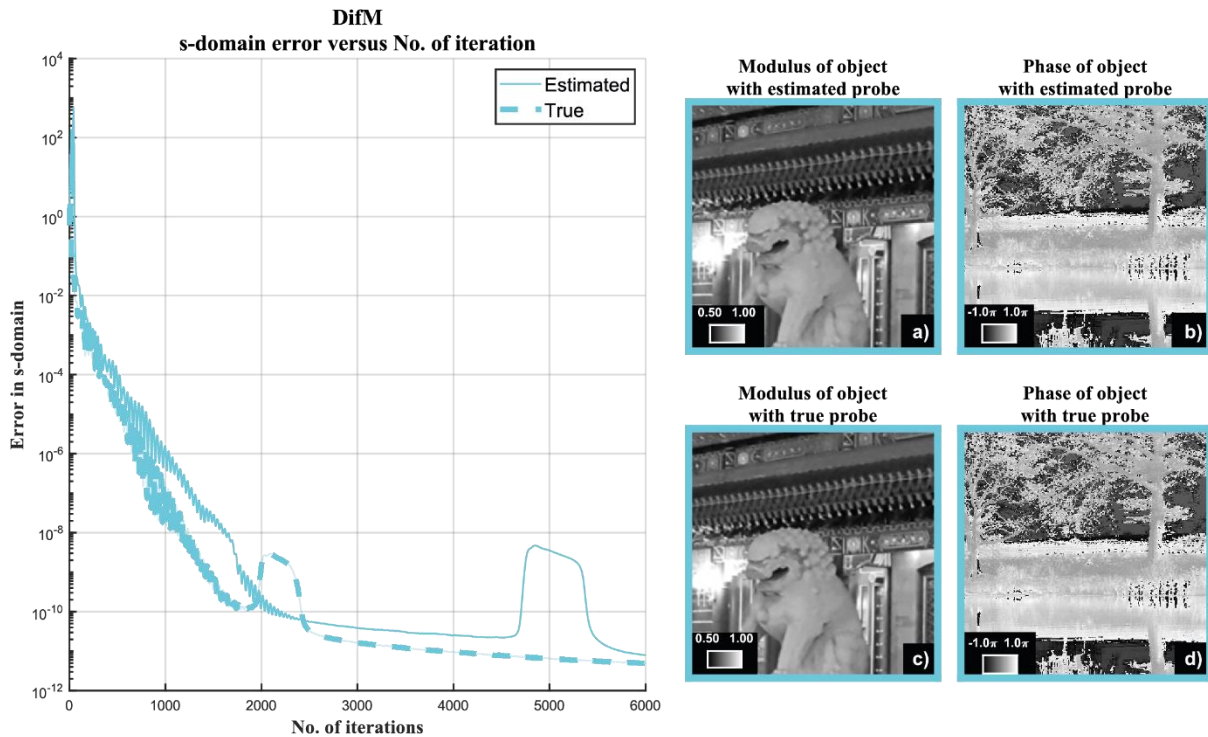 DifM
s-domain error versus No. of iteration
10^4
10^2
10^0
10^-2
10^-4
10^-6
10^-8
10^-10
10^-12
Error in s-domain
0
1000
2000
3000
4000
5000
6000
No. of iterations
Estimated
True
Modulus of object
with estimated probe
0.50 1.00
a)
Phase of object
with estimated probe
-1.0π 1.0π
b)
Modulus of object
with true probe
0.50 1.00
c)
Phase of object
with true probe
-1.0π 1.0π
d)